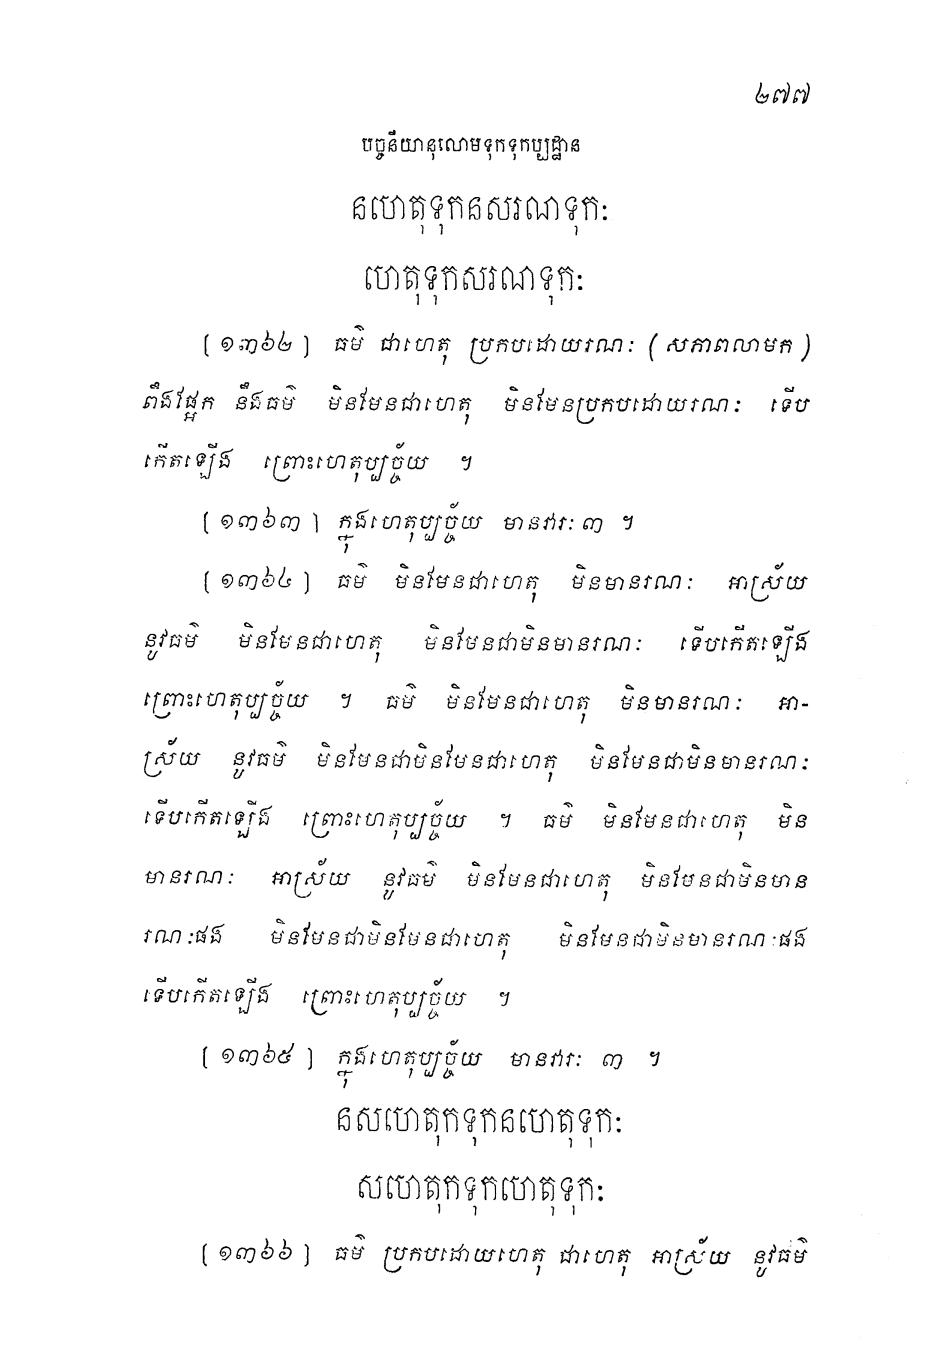 ២៧៧
បច្ចនីយានុលោមទុកទុកប្បដ្ឋាន
នហេតុទុកនសរណទុកៈ
ហេតុទុកសរណទុកៈ
[ ១៣៦២ ] ធម៌ ជាហេតុ ប្រកបដោយរណៈ ( សភាពលាមក )
ពឹងផ្អែក នឹងធម៌ មិនមែនជាហេតុ មិនមែនប្រកបដោយរណៈ ទើប
កើតឡើង ព្រោះហេតុប្បច្ច័យ ។
[ ១៣៦៣ ] ក្នុងហេតុប្បច្ច័យ មានវារៈ ៣ ។
[ ១៣៦៤ ] ធម៌ មិនមែនជាហេតុ មិនមានរណៈ អាស្រ័យ
នូវធម៌ មិនមែនជាហេតុ មិនមែនជាមិនមានរណៈ ទើបកើតឡើង
ព្រោះហេតុប្បច្ច័យ ។ ធម៌ មិនមែនជាហេតុ មិនមានរណៈ អា-
ស្រ័យ នូវធម៌ មិនមែនជាមិនមែនជាហេតុ មិនមែនជាមិនមានរណៈ
ទើបកើតឡើង ព្រោះហេតុប្បច្ច័យ ។ ធម៌ មិនមែនជាហេតុ មិន
មានរណៈ អាស្រ័យ នូវធម៌ មិនមែនជាហេតុ មិនមែនជាមិនមាន
រណៈផង មិនមែនជាមិនមែនជាហេតុ មិនមែនជាមិនមានរណៈផង
ទើបកើតឡើង ព្រោះហេតុប្បច្ច័យ ។
[ ១៣៦៥ ] ក្នុងហេតុប្បច្ច័យ មានវារៈ ៣ ។
នសហេតុកទុកនហេតុទុកៈ
សហេតុកទុកហេតុទុកៈ
[ ១៣៦៦ ] ធម៌ ប្រកបដោយហេតុ ជាហេតុ អាស្រ័យ នូវធម៌